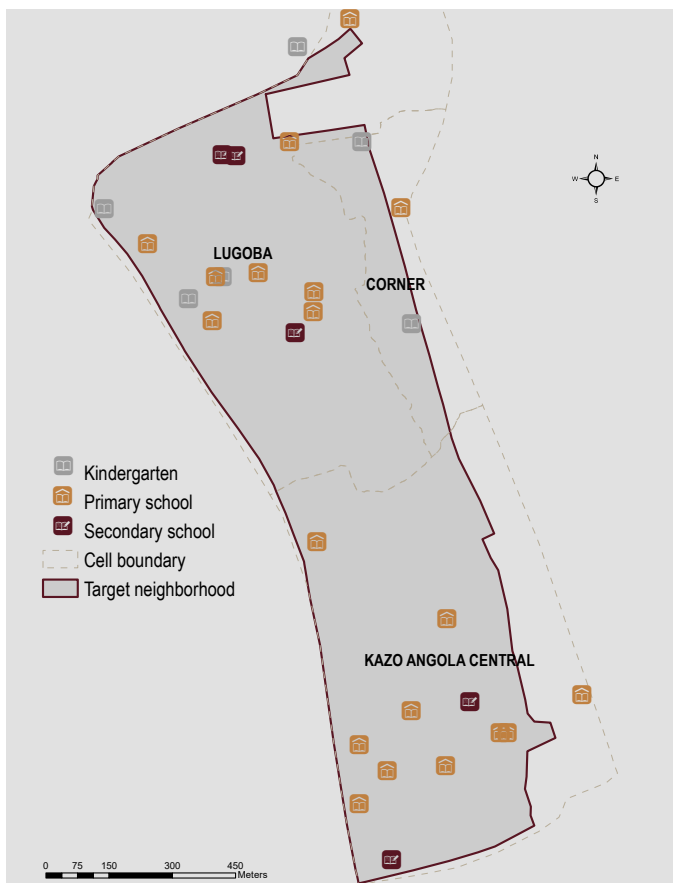 N
W E
S
LUGOBA
CORNER
Kindergarten
Primary school
Secondary school
Cell boundary
Target neighborhood
KAZO ANGOLA CENTRAL
0 75 150 300 450
Meters